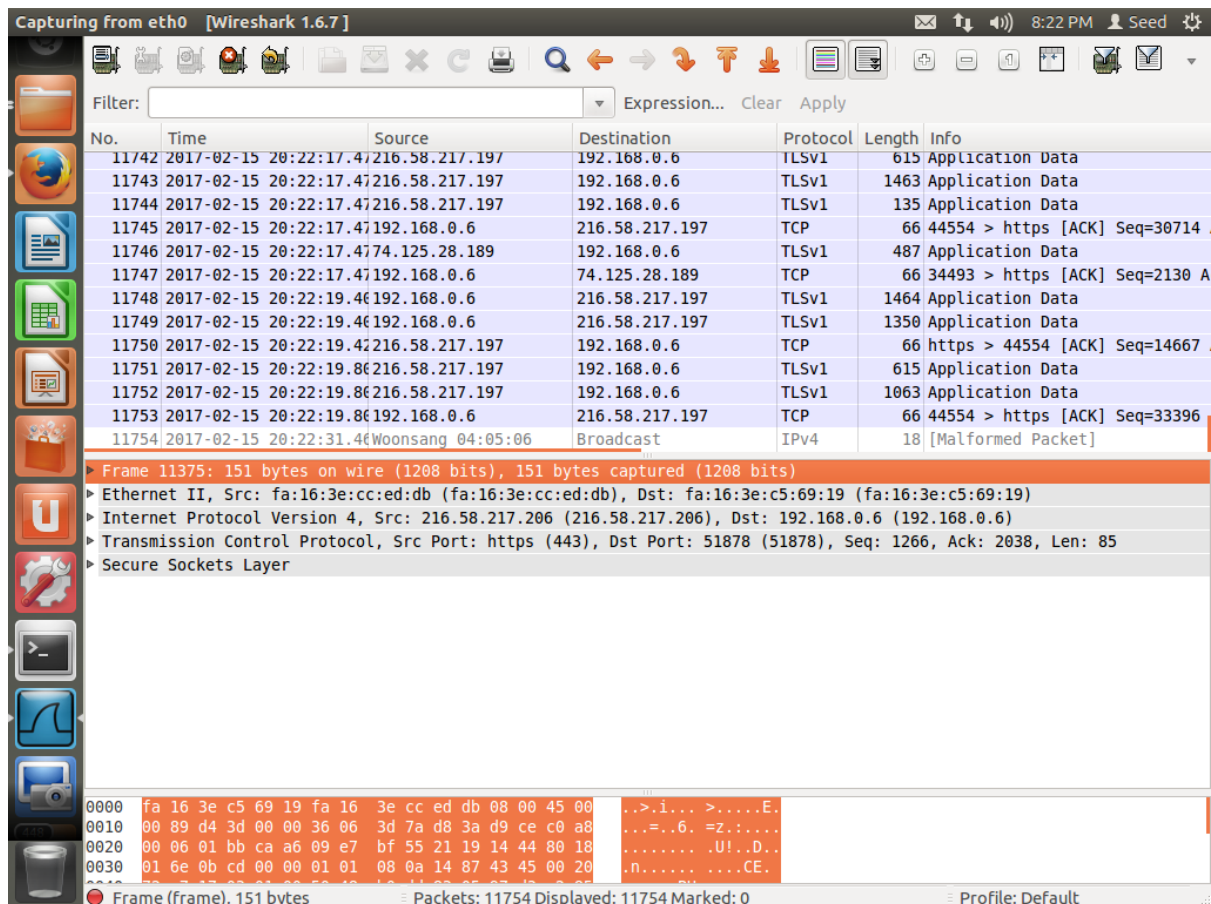 Capturing from eth0 [Wireshark 1.6.7 ] 8:22 PM Seed
Filter: Expression... Clear Apply
No. Time Source Destination Protocol Length Info
11742 2017-02-15 20:22:17.47 216.58.217.197 192.168.0.6 TLSv1 615 Application Data
11743 2017-02-15 20:22:17.47 216.58.217.197 192.168.0.6 TLSv1 1463 Application Data
11744 2017-02-15 20:22:17.47 216.58.217.197 192.168.0.6 TLSv1 135 Application Data
11745 2017-02-15 20:22:17.47 192.168.0.6 216.58.217.197 TCP 66 44554 > https [ACK] Seq=30714
11746 2017-02-15 20:22:17.47 74.125.28.189 192.168.0.6 TLSv1 487 Application Data
11747 2017-02-15 20:22:17.47 192.168.0.6 74.125.28.189 TCP 66 34493 > https [ACK] Seq=2130 A
11748 2017-02-15 20:22:19.40 192.168.0.6 216.58.217.197 TLSv1 1464 Application Data
11749 2017-02-15 20:22:19.40 192.168.0.6 216.58.217.197 TLSv1 1350 Application Data
11750 2017-02-15 20:22:19.42 216.58.217.197 192.168.0.6 TCP 66 https > 44554 [ACK] Seq=14667
11751 2017-02-15 20:22:19.80 216.58.217.197 192.168.0.6 TLSv1 615 Application Data
11752 2017-02-15 20:22:19.80 216.58.217.197 192.168.0.6 TLSv1 1063 Application Data
11753 2017-02-15 20:22:19.80 192.168.0.6 216.58.217.197 TCP 66 44554 > https [ACK] Seq=33396
11754 2017-02-15 20:22:31.40 Woonsang 04:05:06 Broadcast IPv4 18 [Malformed Packet]
Frame 11375: 151 bytes on wire (1208 bits), 151 bytes captured (1208 bits)
Ethernet II, Src: fa:16:3e:cc:ed:db (fa:16:3e:cc:ed:db), Dst: fa:16:3e:c5:69:19 (fa:16:3e:c5:69:19)
Internet Protocol Version 4, Src: 216.58.217.206 (216.58.217.206), Dst: 192.168.0.6 (192.168.0.6)
Transmission Control Protocol, Src Port: https (443), Dst Port: 51878 (51878), Seq: 1266, Ack: 2038, Len: 85
Secure Sockets Layer
0000 fa 16 3e c5 69 19 fa 16 3e cc ed db 08 00 45 00 ..>.i... >.....E.
0010 00 89 d4 3d 00 00 36 06 3d 7a d8 3a d9 ce c0 a8 ...=..6. =z.:....
0020 00 06 01 bb ca a6 09 e7 bf 55 21 19 14 44 80 18 ........ .U!..D..
0030 01 6e 0b cd 00 00 01 01 08 0a 14 87 43 45 00 20 .n...... ....CE.
Frame (frame), 151 bytes Packets: 11754 Displayed: 11754 Marked: 0 Profile: Default